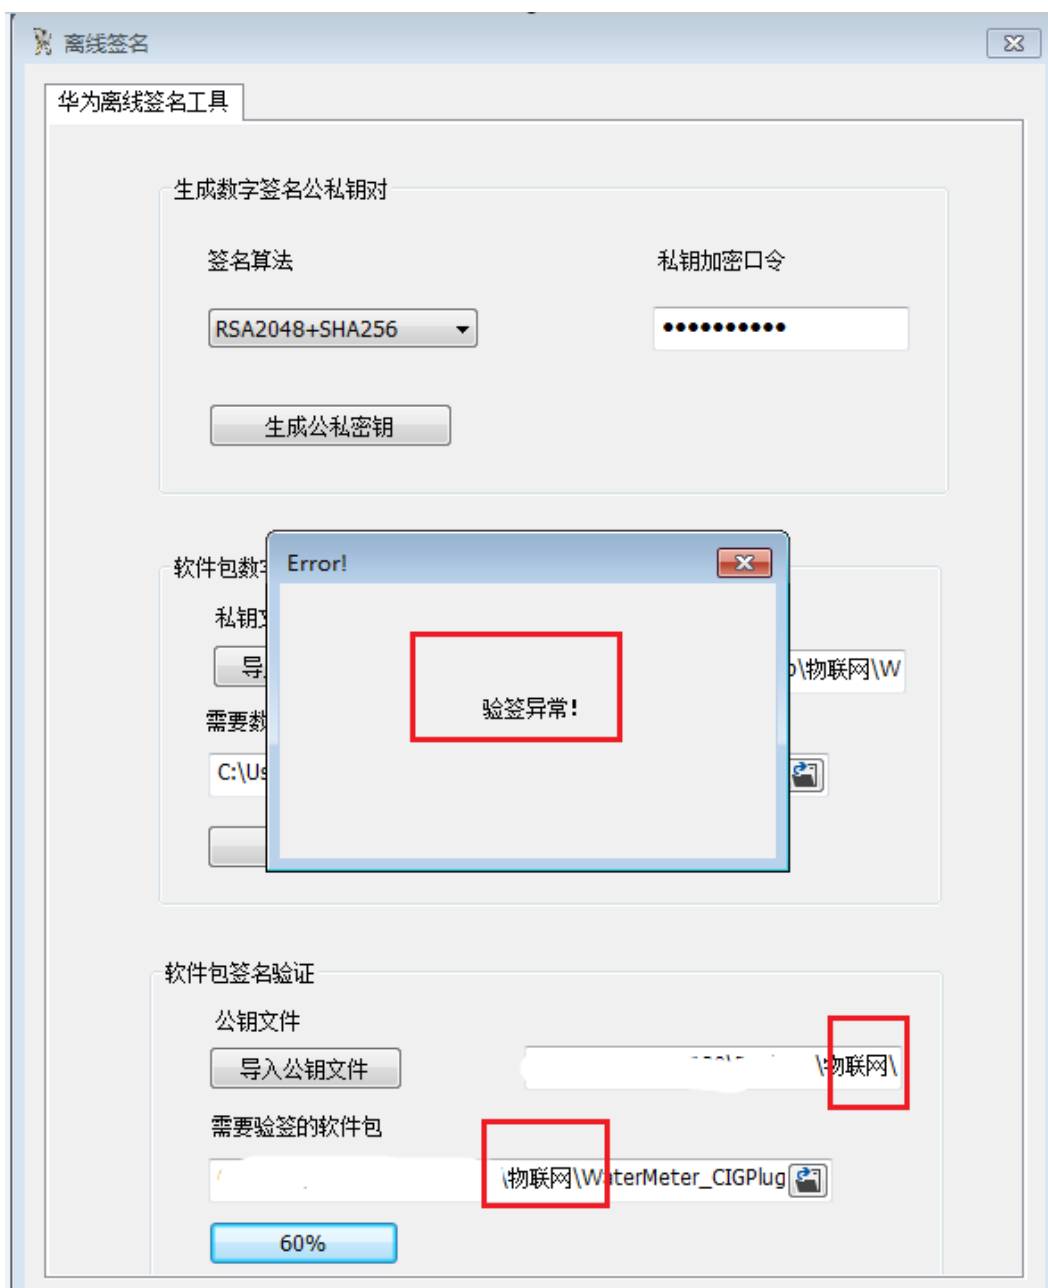 离线签名
华为离线签名工具
生成数字签名公私钥对
签名算法
私钥加密口令
RSA2048+SHA256
••••••••••
生成公私密钥
Error!
软件包数
私钥
导
\物联网\W
验签异常!
需要数
C:\Us
软件包签名验证
公钥文件
导入公钥文件
\物联网\
需要验签的软件包
\物联网\WaterMeter_CIGPlug
60%